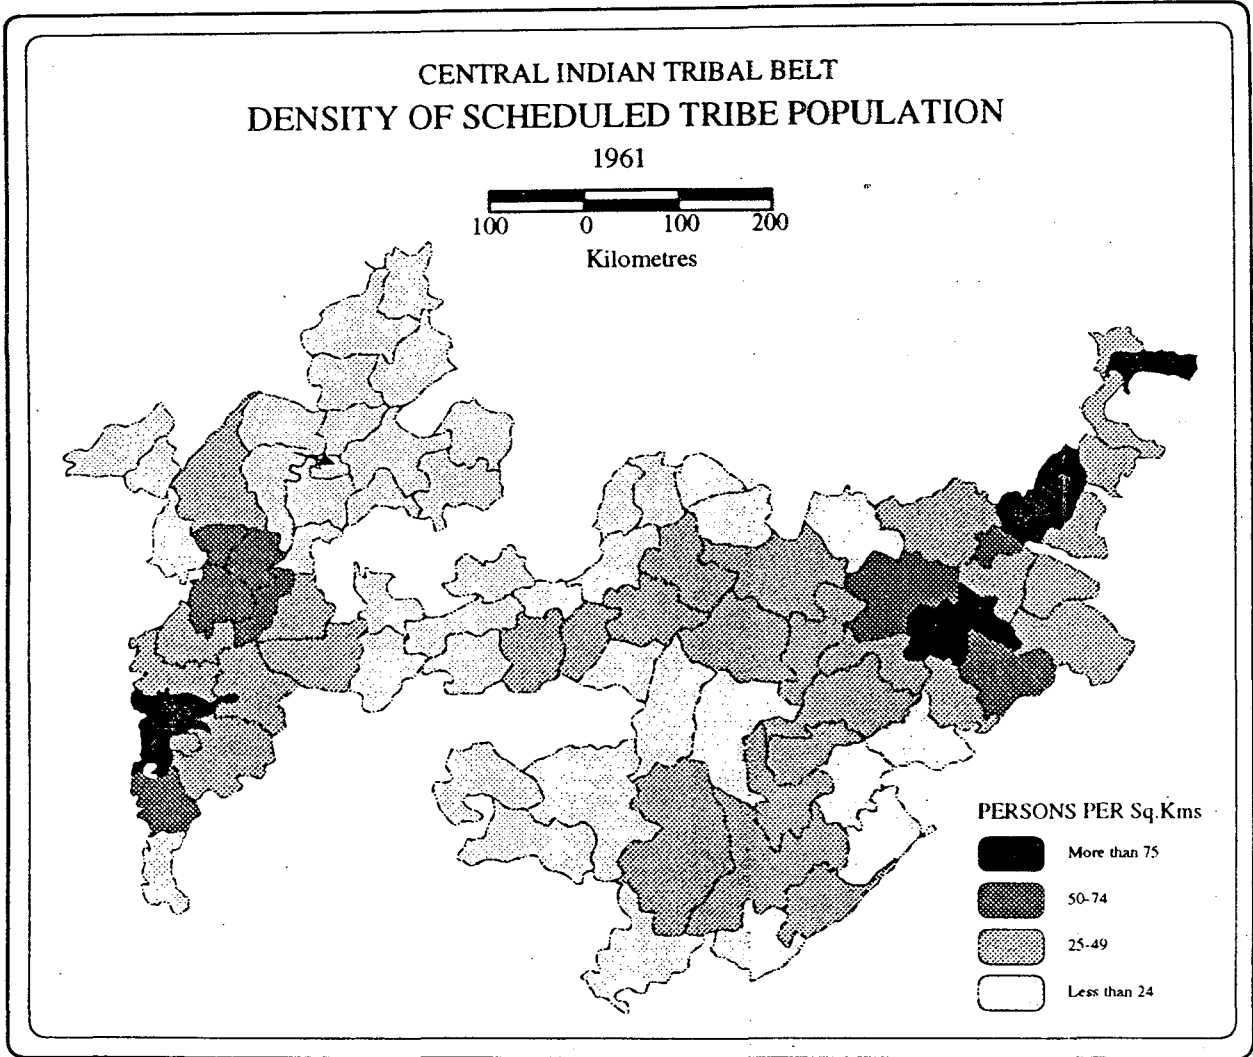 CENTRAL INDIAN TRIBAL BELT
DENSITY OF SCHEDULED TRIBE POPULATION
1961
100 0 100 200
Kilometres
PERSONS PER Sq.Kms
More than 75
50-74
25-49
Less than 24